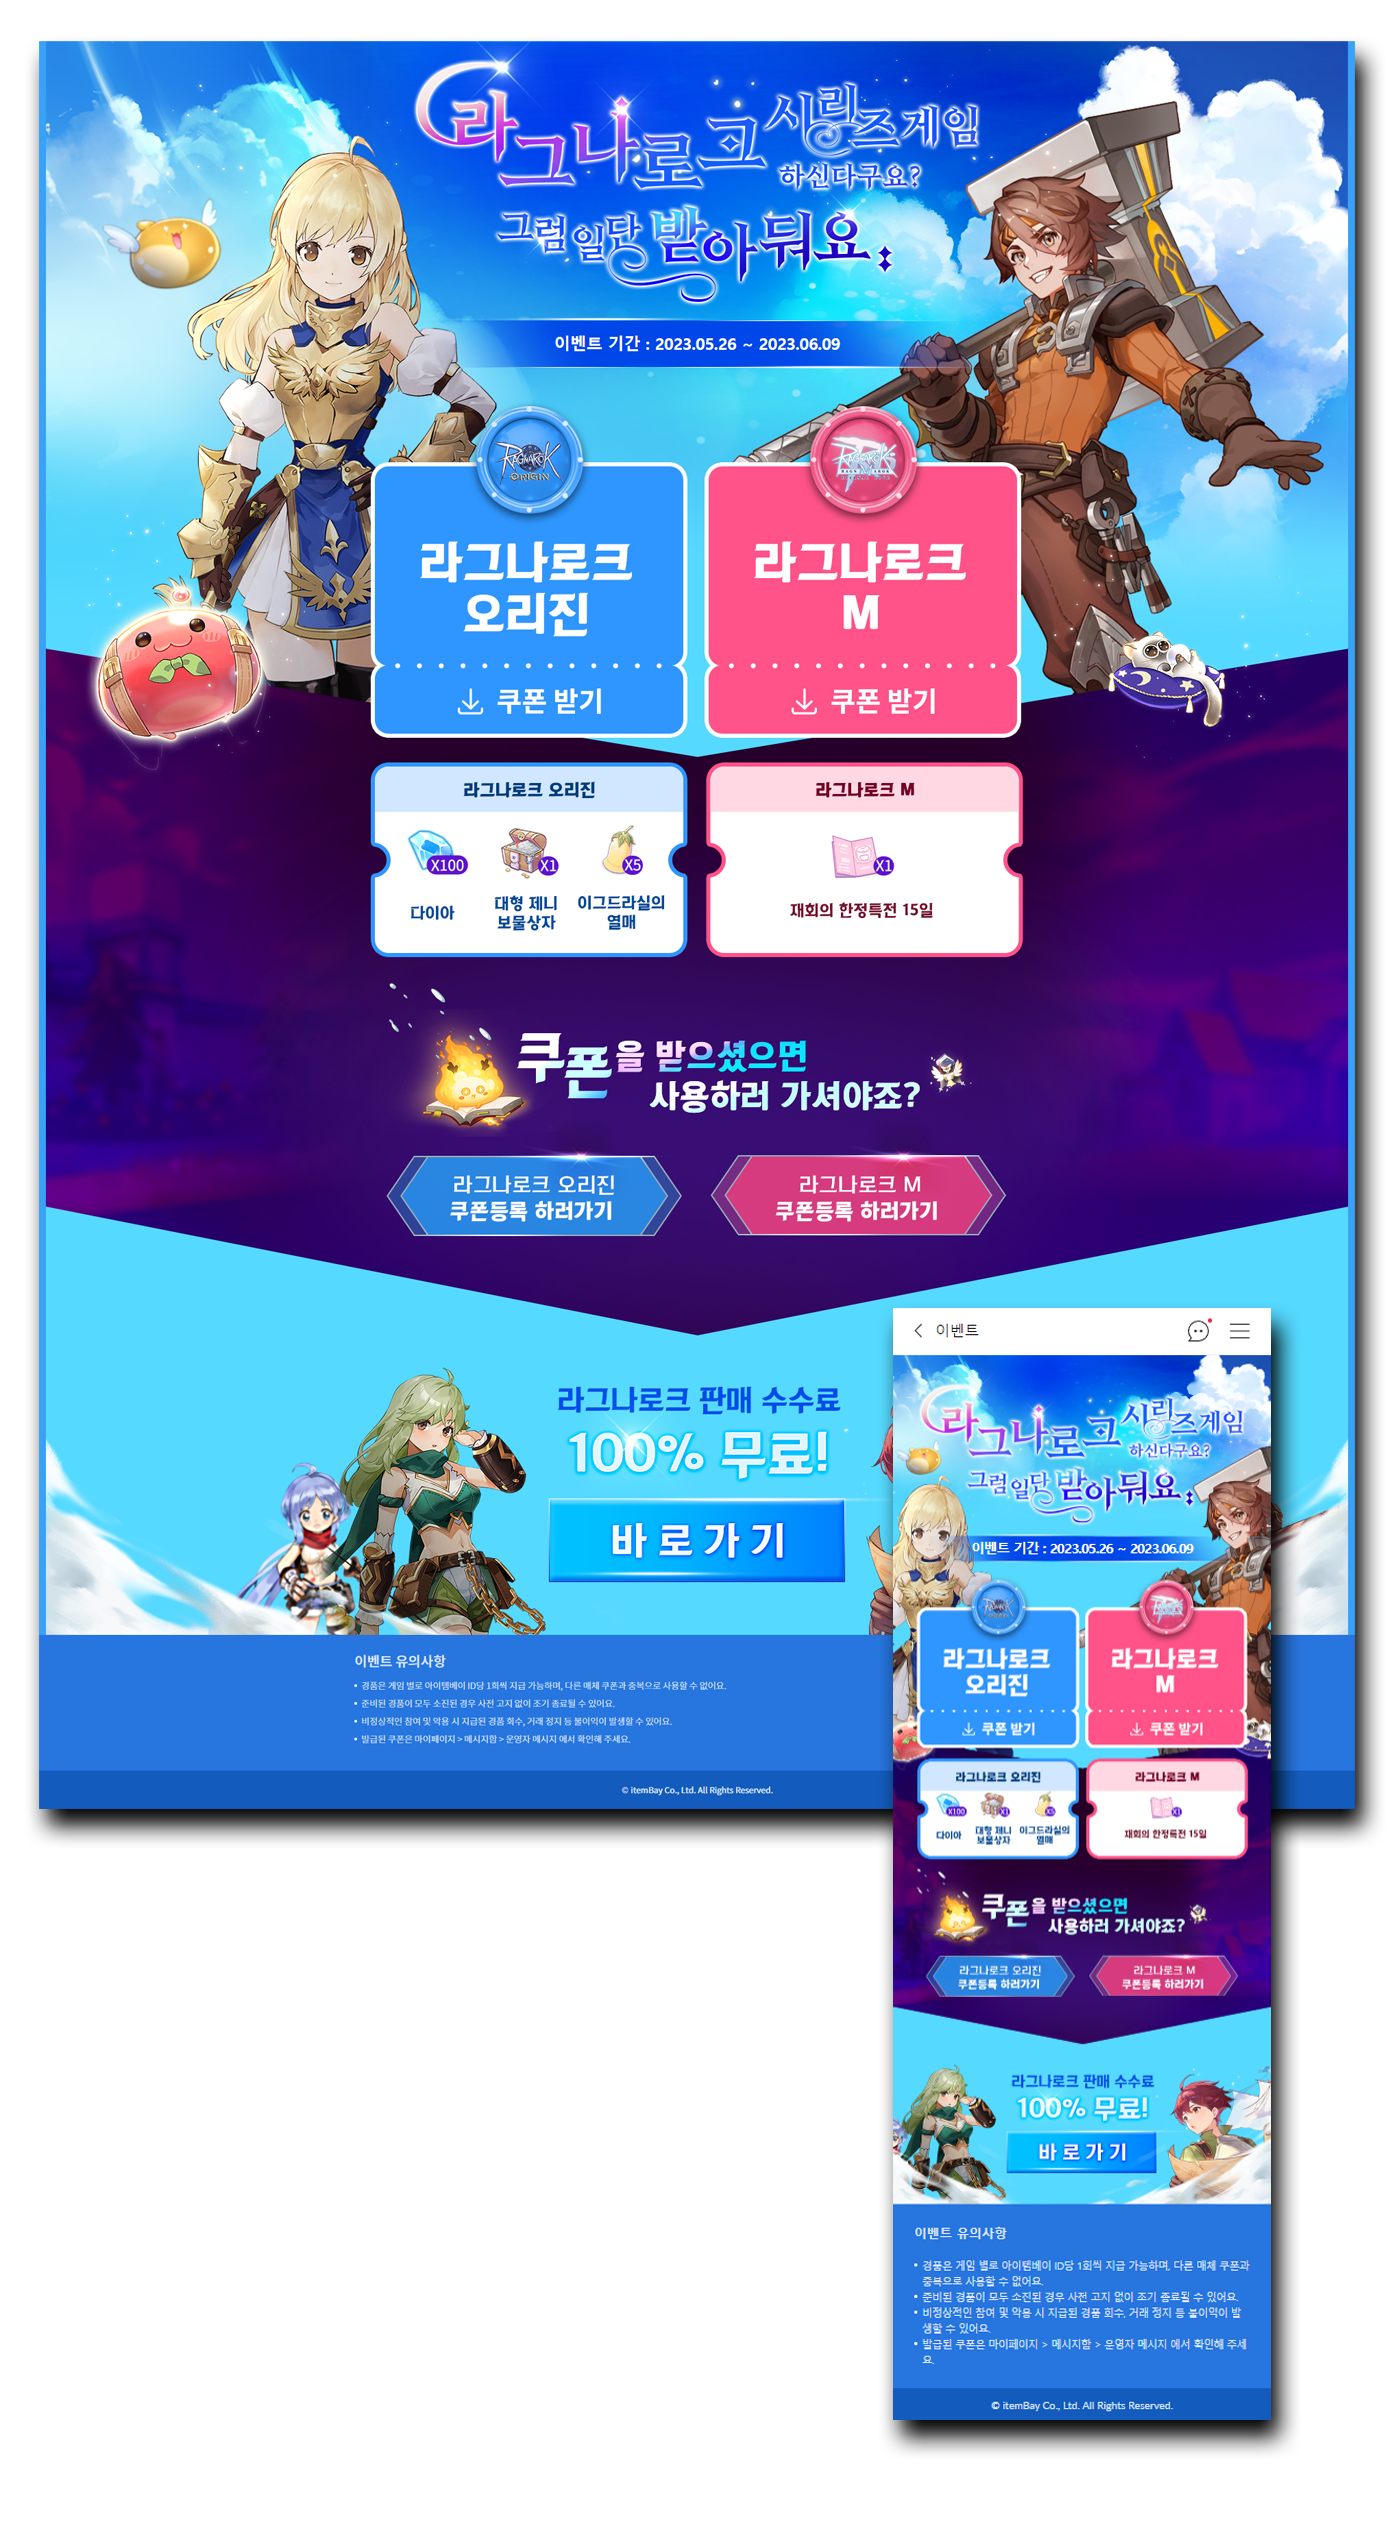 라그나로크 시리즈게임
하신다구요?
그럼일단 받아둬요
이벤트 기간 : 2023.05.26 ~ 2023.06.09
RAGNAROK
ORIGIN
RAGNAROK
라그나로크
오리진
쿠폰 받기
라그나로크
M
쿠폰 받기
라그나로크 오리진
X100
X1
X5
다이아
대형 제니
보물상자
이그드라실의
열매
라그나로크 M
X1
재회의 한정특전 15일
쿠폰을 받으셨으면
사용하러 가셔야죠?
라그나로크 오리진
쿠폰등록 하러가기
라그나로크 M
쿠폰등록 하러가기
라그나로크 판매 수수료
100% 무료!
바로가기
이벤트 유의사항
• 경품은 게임 별로 아이템베이 ID당 1회씩 지급 가능하며, 다른 매체 쿠폰과 중복으로 사용할 수 없어요.
• 준비된 경품이 모두 소진된 경우 사전 고지 없이 조기 종료될 수 있어요.
• 비정상적인 참여 및 악용 시 지급된 경품 회수, 거래 정지 등 불이익이 발생할 수 있어요.
• 발급된 쿠폰은 마이페이지 > 메시지함 > 운영자 메시지 에서 확인해 주세요.
© itemBay Co., Ltd. All Rights Reserved.
이벤트
라그나로크 시리즈게임
하신다구요?
그럼일단 받아둬요
이벤트 기간 : 2023.05.26 ~ 2023.06.09
라그나로크
오리진
쿠폰 받기
라그나로크
M
쿠폰 받기
라그나로크 오리진
X100
X1
X5
다이아
대형 제니
보물상자
이그드라실의
열매
라그나로크 M
X1
재회의 한정특전 15일
쿠폰을 받으셨으면
사용하러 가셔야죠?
라그나로크 오리진
쿠폰등록 하러가기
라그나로크 M
쿠폰등록 하러가기
라그나로크 판매 수수료
100% 무료!
바로가기
이벤트 유의사항
• 경품은 게임 별로 아이템베이 ID당 1회씩 지급 가능하며, 다른 매체 쿠폰과
중복으로 사용할 수 없어요.
• 준비된 경품이 모두 소진된 경우 사전 고지 없이 조기 종료될 수 있어요.
• 비정상적인 참여 및 악용 시 지급된 경품 회수, 거래 정지 등 불이익이 발
생할 수 있어요.
• 발급된 쿠폰은 마이페이지 > 메시지함 > 운영자 메시지 에서 확인해 주세
요.
© itemBay Co., Ltd. All Rights Reserved.